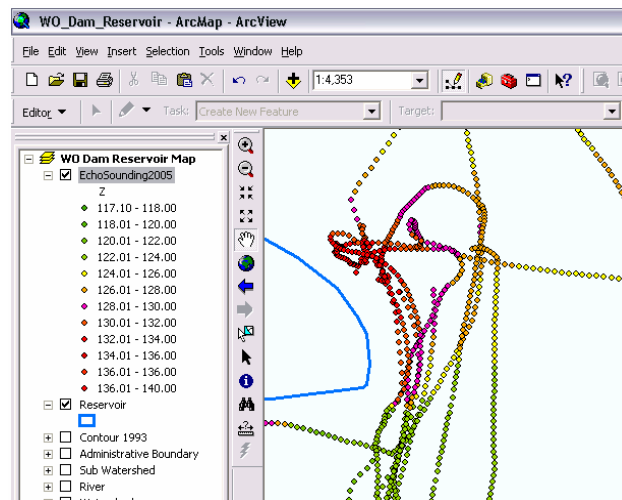 WO_Dam_Reservoir - ArcMap - ArcView
File Edit View Insert Selection Tools Window Help
1:4,353
Editor Task: Create New Feature Target:
WO Dam Reservoir Map
EchoSounding2005
Z
117.10 - 118.00
118.01 - 120.00
120.01 - 122.00
122.01 - 124.00
124.01 - 126.00
126.01 - 128.00
128.01 - 130.00
130.01 - 132.00
132.01 - 134.00
134.01 - 136.00
136.01 - 136.00
136.01 - 140.00
Reservoir
Contour 1993
Administrative Boundary
Sub Watershed
River